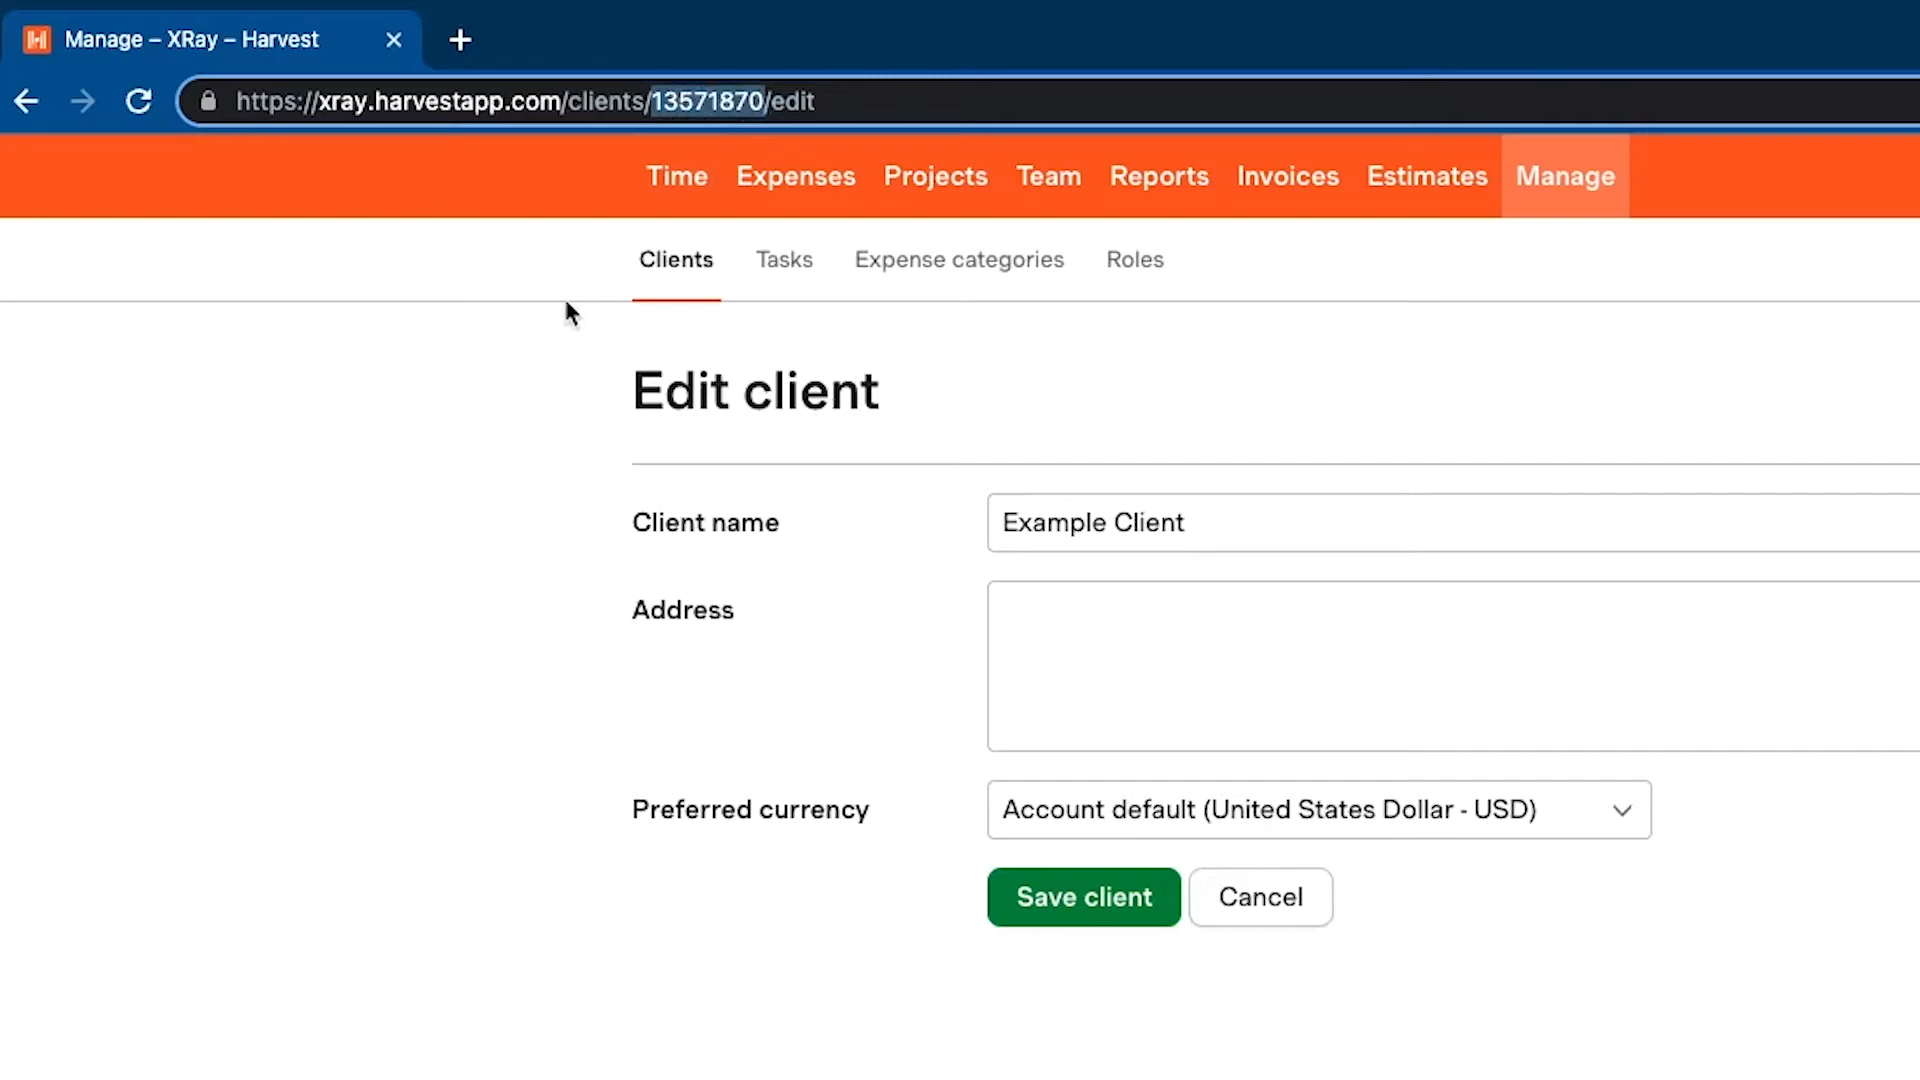 Manage – XRay – Harvest
https://xray.harvestapp.com/clients/13571870/edit
Time Expenses Projects Team Reports Invoices Estimates Manage
Clients Tasks Expense categories Roles
Edit client
Client name Example Client
Address
Preferred currency Account default (United States Dollar - USD)
Save client Cancel